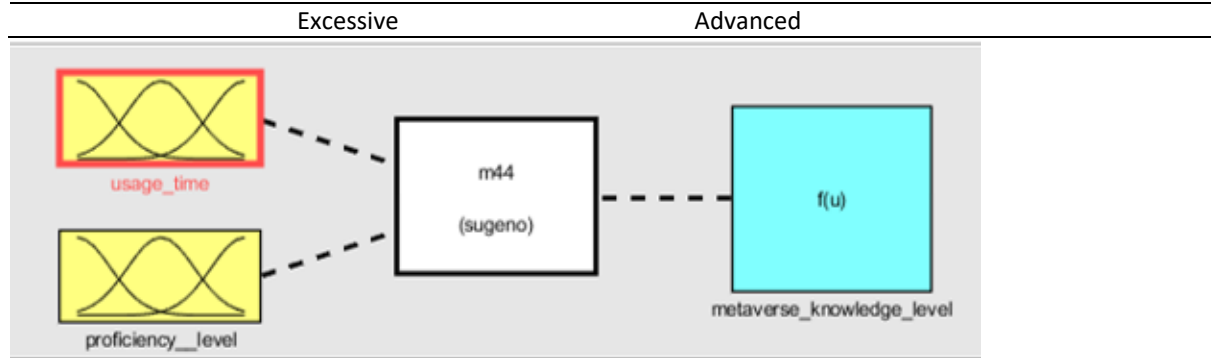 Excessive Advanced
usage_time
m44
(sugeno)
f(u)
metaverse_knowledge_level
proficiency__level